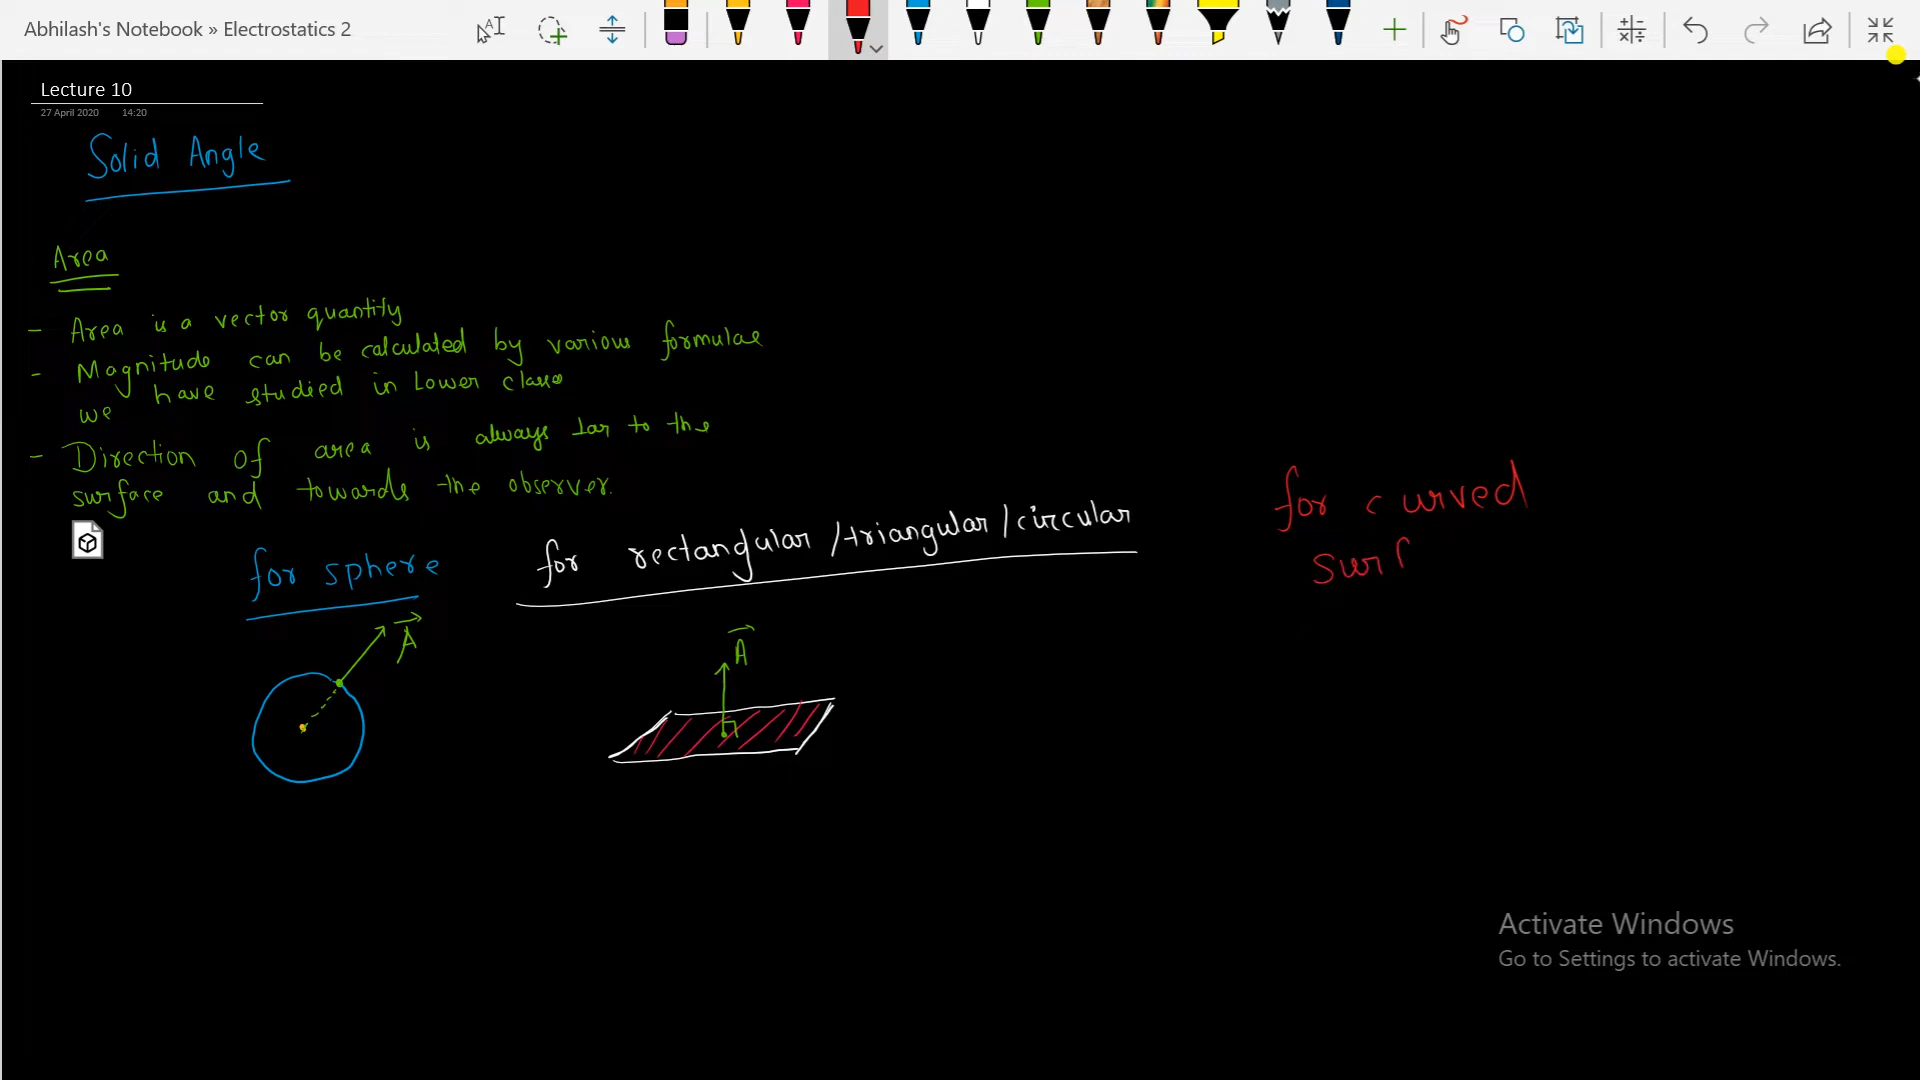 Abhilash's Notebook » Electrostatics 2
Lecture 10
27 April 2020 14:20
Solid Angle
Area
- Area is a vector quantity
- Magnitude can be calculated by various formulae
we have studied in Lower class
- Direction of area is always ⊥ar to the
surface and towards the observer.
for sphere
for rectangular/triangular/circular
for curved
surf
A
A
Activate Windows
Go to Settings to activate Windows.